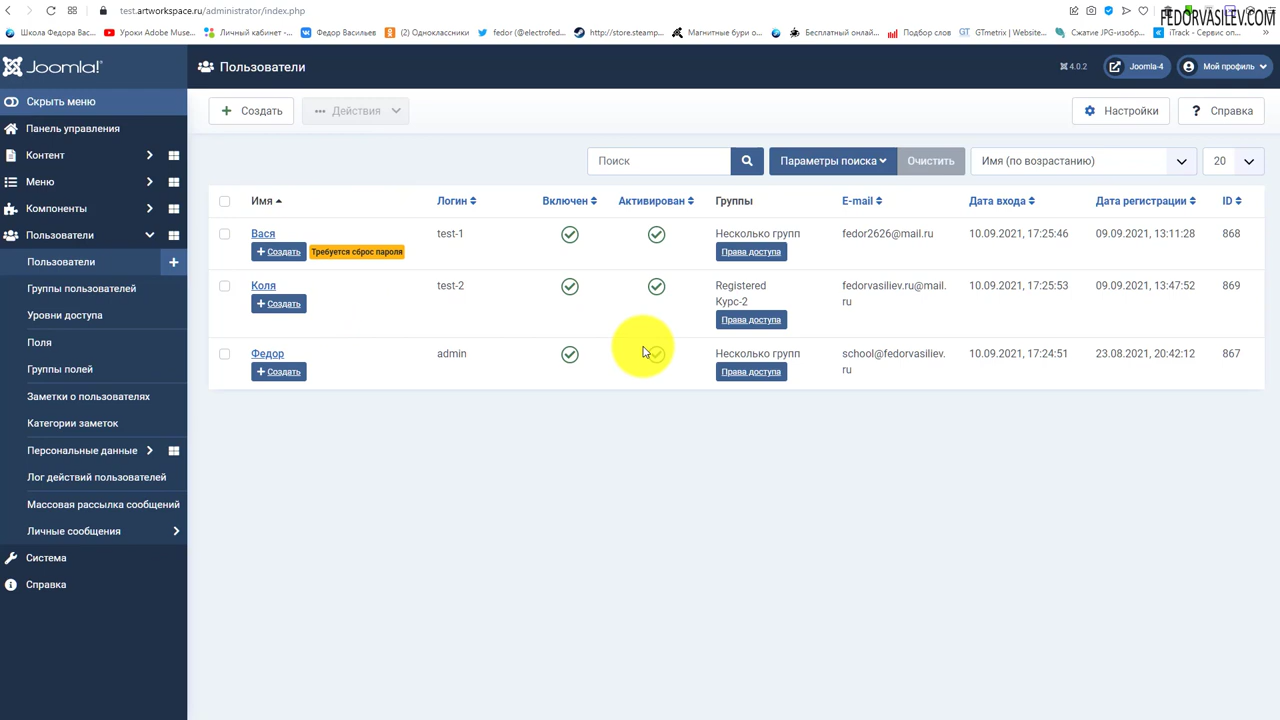 test.artworkspace.ru/administrator/index.php
FEDORVASILEV.COM
Школа Федора Вас...
Уроки Adobe Muse...
Личный кабинет -...
Федор Васильев
(2) Одноклассники
fedor (@electrofed...
http://store.steamp...
Магнитные бури о...
Бесплатный онлай...
Подбор слов
GTmetrix | Website...
Сжатие JPG-изобр...
iTrack - Сервис оп...
Joomla!
Пользователи
4.0.2
Joomla-4
Мой профиль
Скрыть меню
Панель управления
Контент
Меню
Компоненты
Пользователи
Пользователи
Группы пользователей
Уровни доступа
Поля
Группы полей
Заметки о пользователях
Категории заметок
Персональные данные
Лог действий пользователей
Массовая рассылка сообщений
Личные сообщения
Система
Справка
+ Создать
Действия
Настройки
? Справка
Поиск
Параметры поиска
Очистить
Имя (по возрастанию)
20
Имя Логин Включен Активирован Группы E-mail Дата входа Дата регистрации ID
Вася test-1 Несколько групп fedor2626@mail.ru 10.09.2021, 17:25:46 09.09.2021, 13:11:28 868
+ Создать Требуется сброс пароля Права доступа
Коля test-2 Registered fedorvasiliev.ru@mail. 10.09.2021, 17:25:53 09.09.2021, 13:47:52 869
+ Создать Курс-2 ru
Права доступа
Федор admin Несколько групп school@fedorvasiliev. 10.09.2021, 17:24:51 23.08.2021, 20:42:12 867
+ Создать Права доступа ru